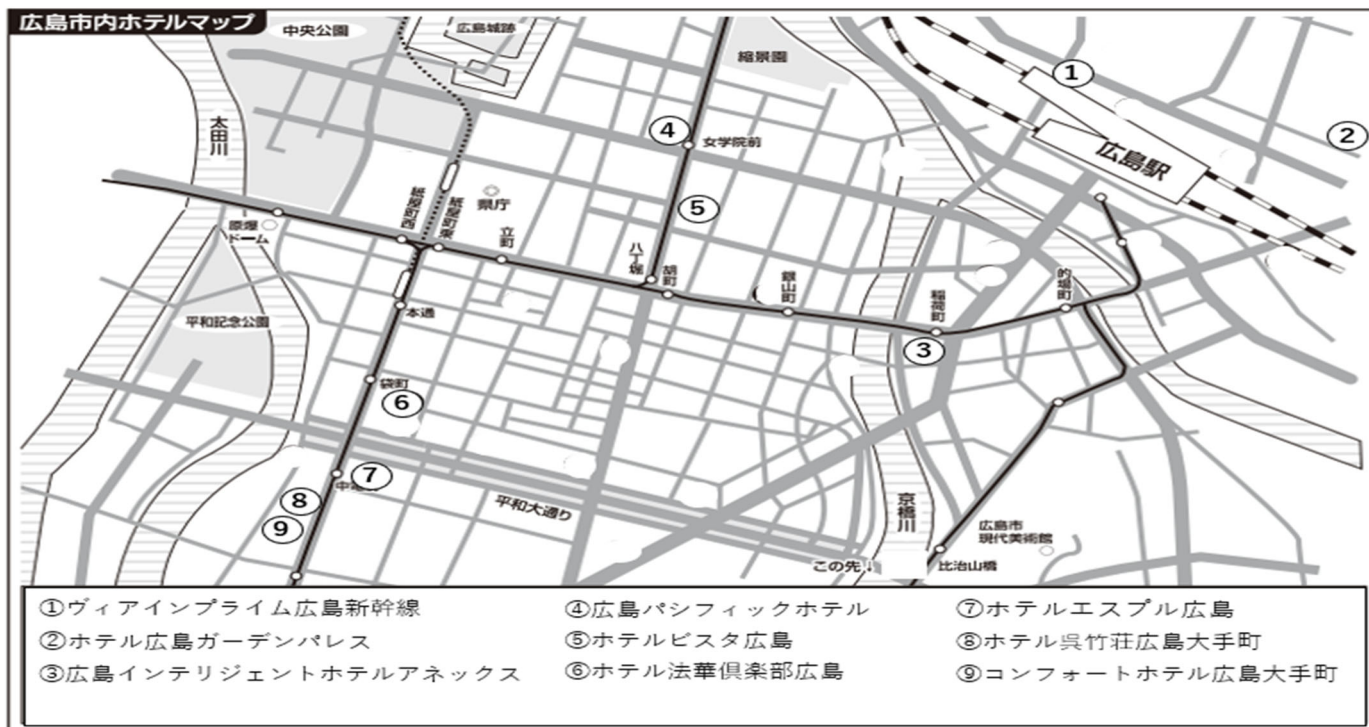 広島市内ホテルマップ
中央公園
広島城跡
縮景園
①
②
太田川
④
女学院前
広島駅
県庁
⑤
紙屋町西
紙屋町東
立町
原爆
ドーム
八丁堀
胡町
銀山町
稲荷町
的場町
本通
平和記念公園
③
袋町
⑥
⑦
⑧
⑨
平和大通り
京橋川
広島市
現代美術館
この先↓
比治山橋
①ヴィアインプライム広島新幹線
②ホテル広島ガーデンパレス
③広島インテリジェントホテルアネックス
④広島パシフィックホテル
⑤ホテルビスタ広島
⑥ホテル法華倶楽部広島
⑦ホテルエスプル広島
⑧ホテル呉竹荘広島大手町
⑨コンフォートホテル広島大手町